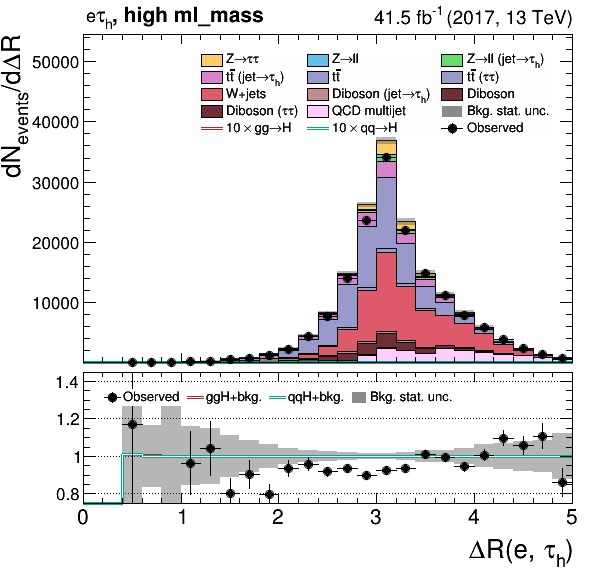 eτh, high ml_mass 41.5 fb-1 (2017, 13 TeV)
dNevents/dΔR
50000
40000
30000
20000
10000
Z→ττ Z→ll Z→ll (jet→τh)
tt̄ (jet→τh) tt̄ tt̄ (ττ)
W+jets Diboson (jet→τh) Diboson
Diboson (ττ) QCD multijet Bkg. stat. unc.
10 × gg→H 10 × qq→H Observed
1.4
1.2
1
0.8
Observed ggH+bkg. qqH+bkg. Bkg. stat. unc.
0 1 2 3 4 5
ΔR(e, τh)